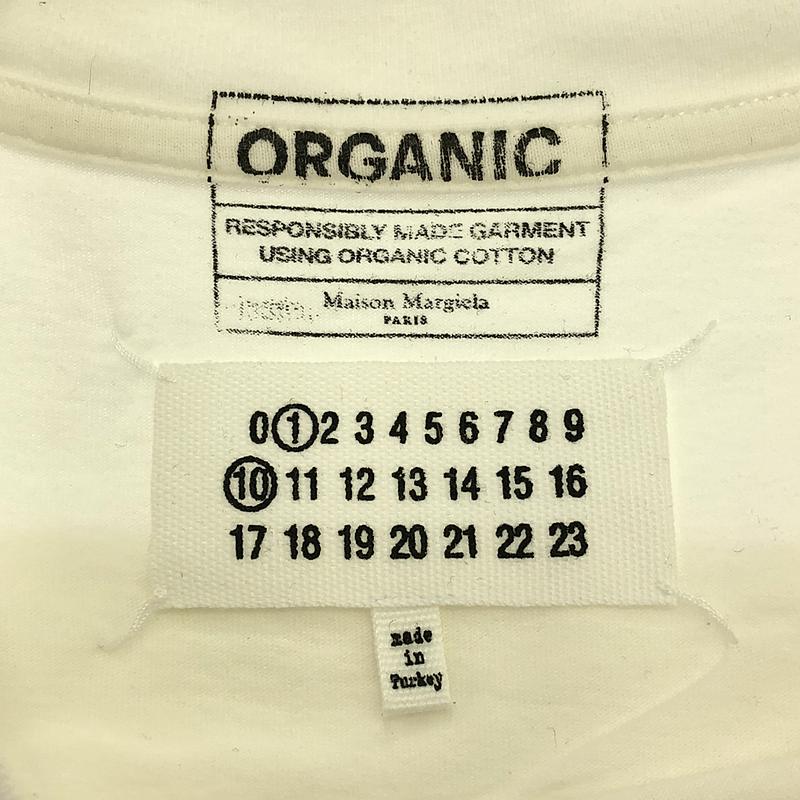 ORGANIC
RESPONSIBLY MADE GARMENT
USING ORGANIC COTTON
Maison Margiela
PARIS
0 1 2 3 4 5 6 7 8 9
10 11 12 13 14 15 16
17 18 19 20 21 22 23
made
in
Turkey